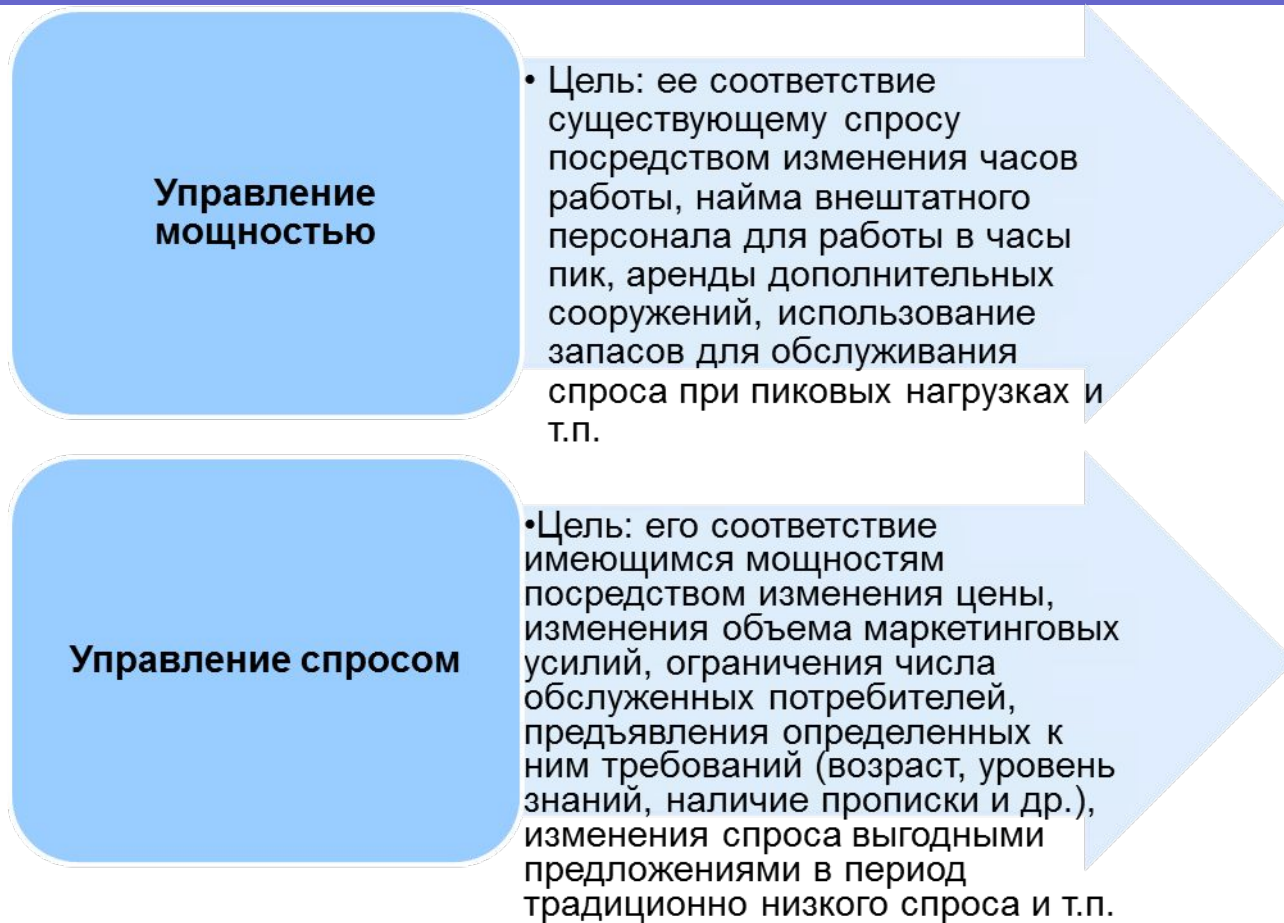 Управление
мощностью
• Цель: ее соответствие
существующему спросу
посредством изменения часов
работы, найма внештатного
персонала для работы в часы
пик, аренды дополнительных
сооружений, использование
запасов для обслуживания
спроса при пиковых нагрузках и
т.п.
Управление спросом
•Цель: его соответствие
имеющимся мощностям
посредством изменения цены,
изменения объема маркетинговых
усилий, ограничения числа
обслуженных потребителей,
предъявления определенных к
ним требований (возраст, уровень
знаний, наличие прописки и др.),
изменения спроса выгодными
предложениями в период
традиционно низкого спроса и т.п.